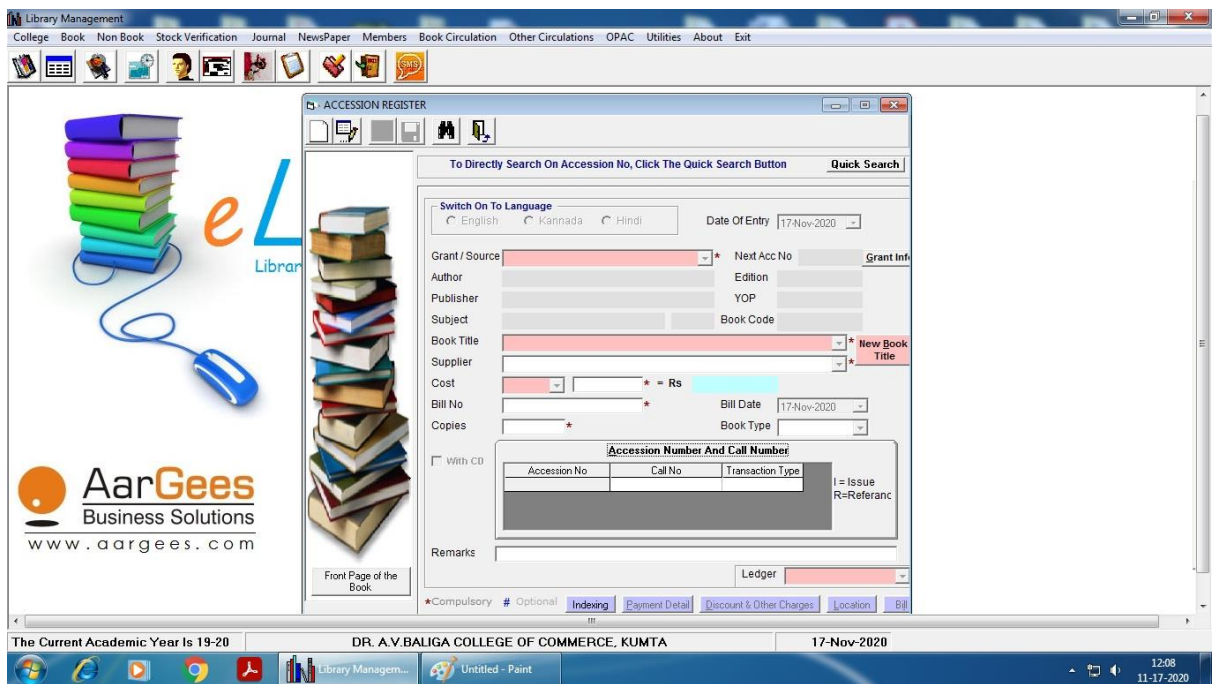 Library Management
College Book Non Book Stock Verification Journal NewsPaper Members Book Circulation Other Circulations OPAC Utilities About Exit
SMS
ACCESSION REGISTER
To Directly Search On Accession No, Click The Quick Search Button Quick Search
eL
Librar
Switch On To Language
English Kannada Hindi
Date Of Entry 17-Nov-2020
Grant / Source * Next Acc No Grant Inf
Author Edition
Publisher YOP
Subject Book Code
Book Title * New Book Title
Supplier *
Cost * = Rs
Bill No * Bill Date 17-Nov-2020
Copies * Book Type
Accession Number And Call Number
With CD
Accession No Call No Transaction Type
I = Issue
R=Referanc
AarGees
Business Solutions
www.aargees.com
Remarks
Front Page of the
Book
Ledger
*Compulsory # Optional Indexing Payment Detail Discount & Other Charges Location Bill
The Current Academic Year Is 19-20 DR. A.V.BALIGA COLLEGE OF COMMERCE, KUMTA 17-Nov-2020
Library Managem... Untitled - Paint 12:08
11-17-2020